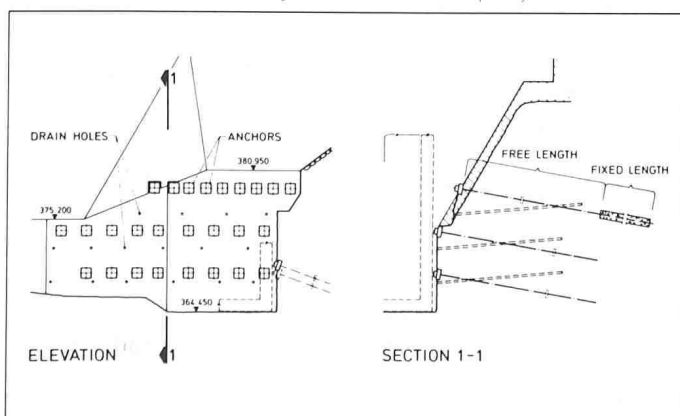 1
DRAIN HOLES
ANCHORS
380.950
375.200
364.450
ELEVATION
1
FREE LENGTH
FIXED LENGTH
SECTION 1-1